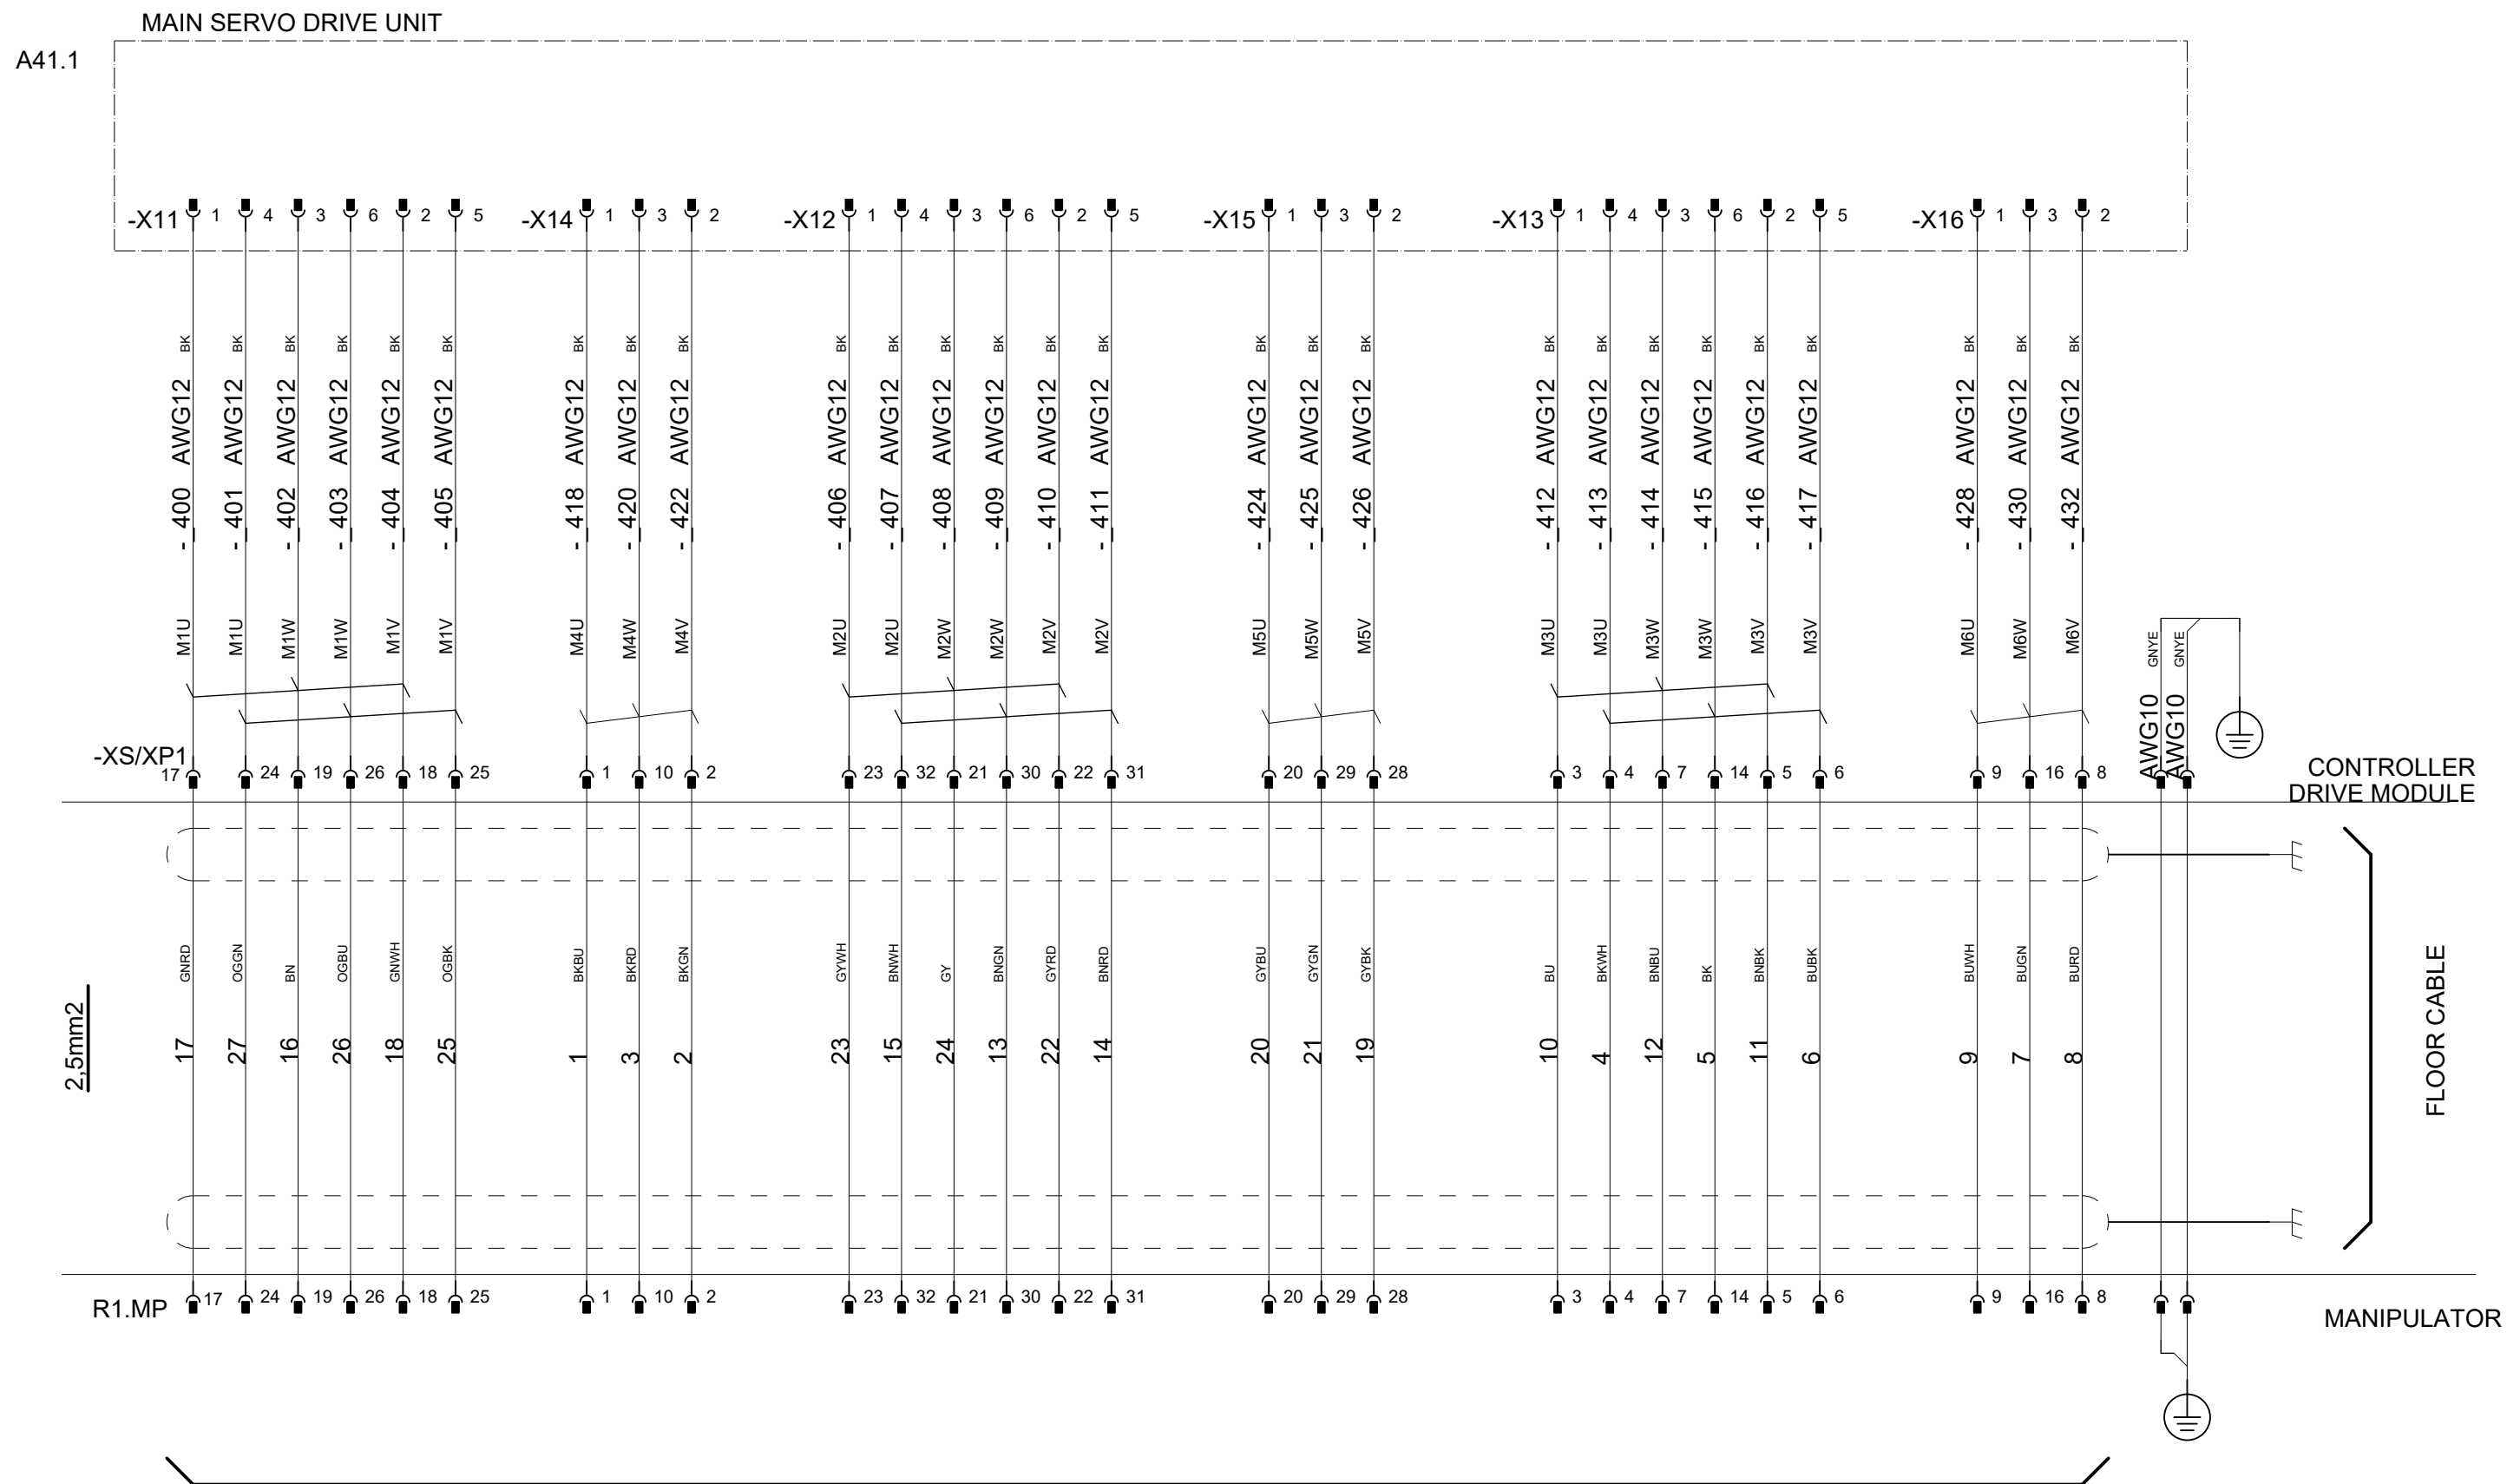 MAIN SERVO DRIVE UNIT
A41.1
-X11 1 4 3 6 2 5 -X14 1 3 2 -X12 1 4 3 6 2 5 -X15 1 3 2 -X13 1 4 3 6 2 5 -X16 1 3 2
BK BK BK BK BK BK BK BK BK BK BK BK BK BK BK BK BK BK BK BK BK BK BK BK BK BK BK
AWG12 AWG12 AWG12 AWG12 AWG12 AWG12 AWG12 AWG12 AWG12 AWG12 AWG12 AWG12 AWG12 AWG12 AWG12 AWG12 AWG12 AWG12 AWG12 AWG12 AWG12 AWG12 AWG12 AWG12 AWG12 AWG12 AWG12
- 400 - 401 - 402 - 403 - 404 - 405 - 418 - 420 - 422 - 406 - 407 - 408 - 409 - 410 - 411 - 424 - 425 - 426 - 412 - 413 - 414 - 415 - 416 - 417 - 428 - 430 - 432
M1U M1U M1W M1W M1V M1V M4U M4W M4V M2U M2U M2W M2W M2V M2V M5U M5W M5V M3U M3U M3W M3W M3V M3V M6U M6W M6V GNYE GNYE
AWG10 AWG10
-XS/XP1
17 24 19 26 18 25 1 10 2 23 32 21 30 22 31 20 29 28 3 4 7 14 5 6 9 16 8
CONTROLLER
DRIVE MODULE
GNRD OGGN BN OGBU GNWH OGBK BKBU BKRD BKGN GYWH BNWH GY BNGN GYRD BNRD GYBU GYGN GYBK BU BKWH BNBU BK BNBK BUBK BUWH BUGN BURD
2,5mm2
17 27 16 26 18 25 1 3 2 23 15 24 13 22 14 20 21 19 10 4 12 5 11 6 9 7 8
FLOOR CABLE
R1.MP 17 24 19 26 18 25 1 10 2 23 32 21 30 22 31 20 29 28 3 4 7 14 5 6 9 16 8
MANIPULATOR